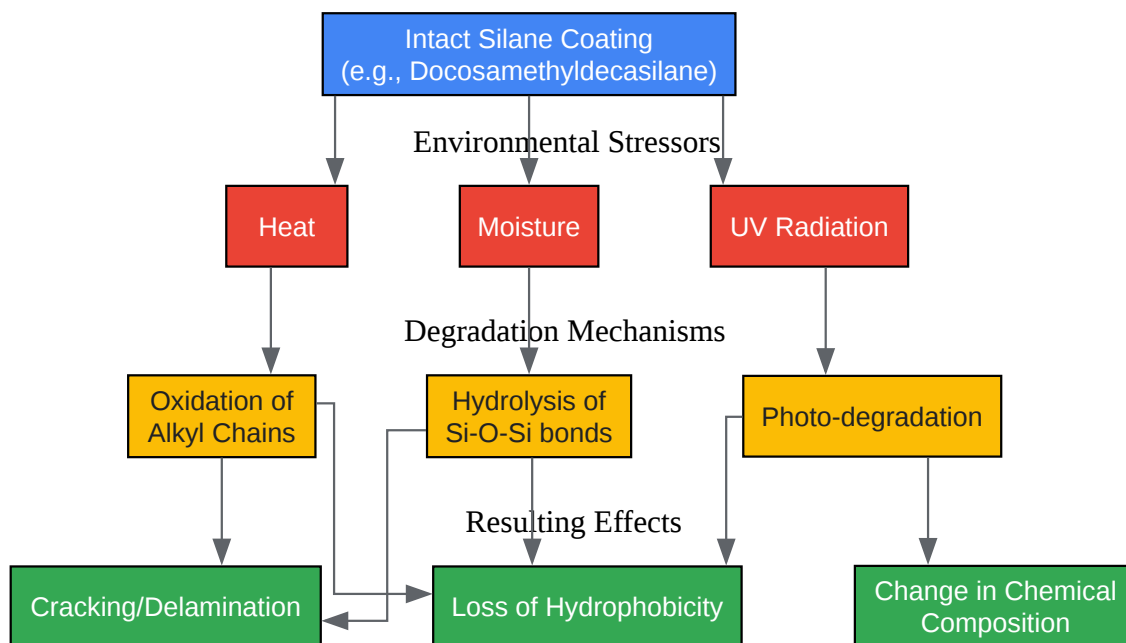 Intact Silane Coating
(e.g., Docosamethyldecasilane)
Environmental Stressors
Heat
Moisture
UV Radiation
Degradation Mechanisms
Oxidation of
Alkyl Chains
Hydrolysis of
Si-O-Si bonds
Photo-degradation
Resulting Effects
Cracking/Delamination
Loss of Hydrophobicity
Change in Chemical
Composition